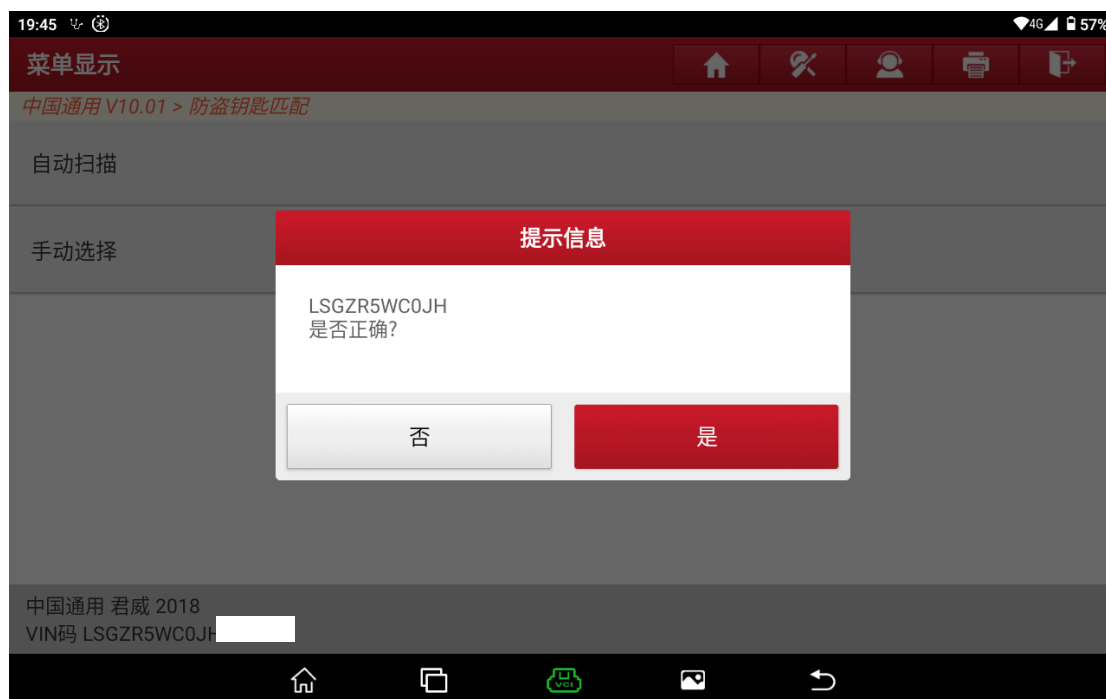 19:45 4G 57%
菜单显示
中国通用 V10.01 > 防盗钥匙匹配
自动扫描
手动选择
提示信息
LSGZR5WC0JH
是否正确?
否
是
中国通用 君威 2018
VIN码 LSGZR5WC0JH
VCI